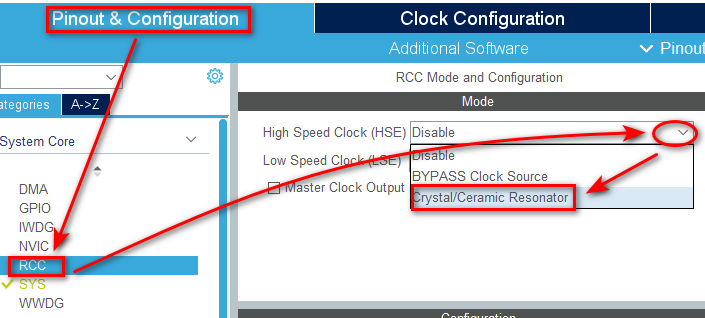 Pinout & Configuration
Clock Configuration
Additional Software
Pinout
RCC Mode and Configuration
ategories
A->Z
Mode
System Core
High Speed Clock (HSE)
Disable
Low Speed Clock (LSE)
Disable
BYPASS Clock Source
Crystal/Ceramic Resonator
Master Clock Output
DMA
GPIO
IWDG
NVIC
RCC
SYS
WWDG
Configuration